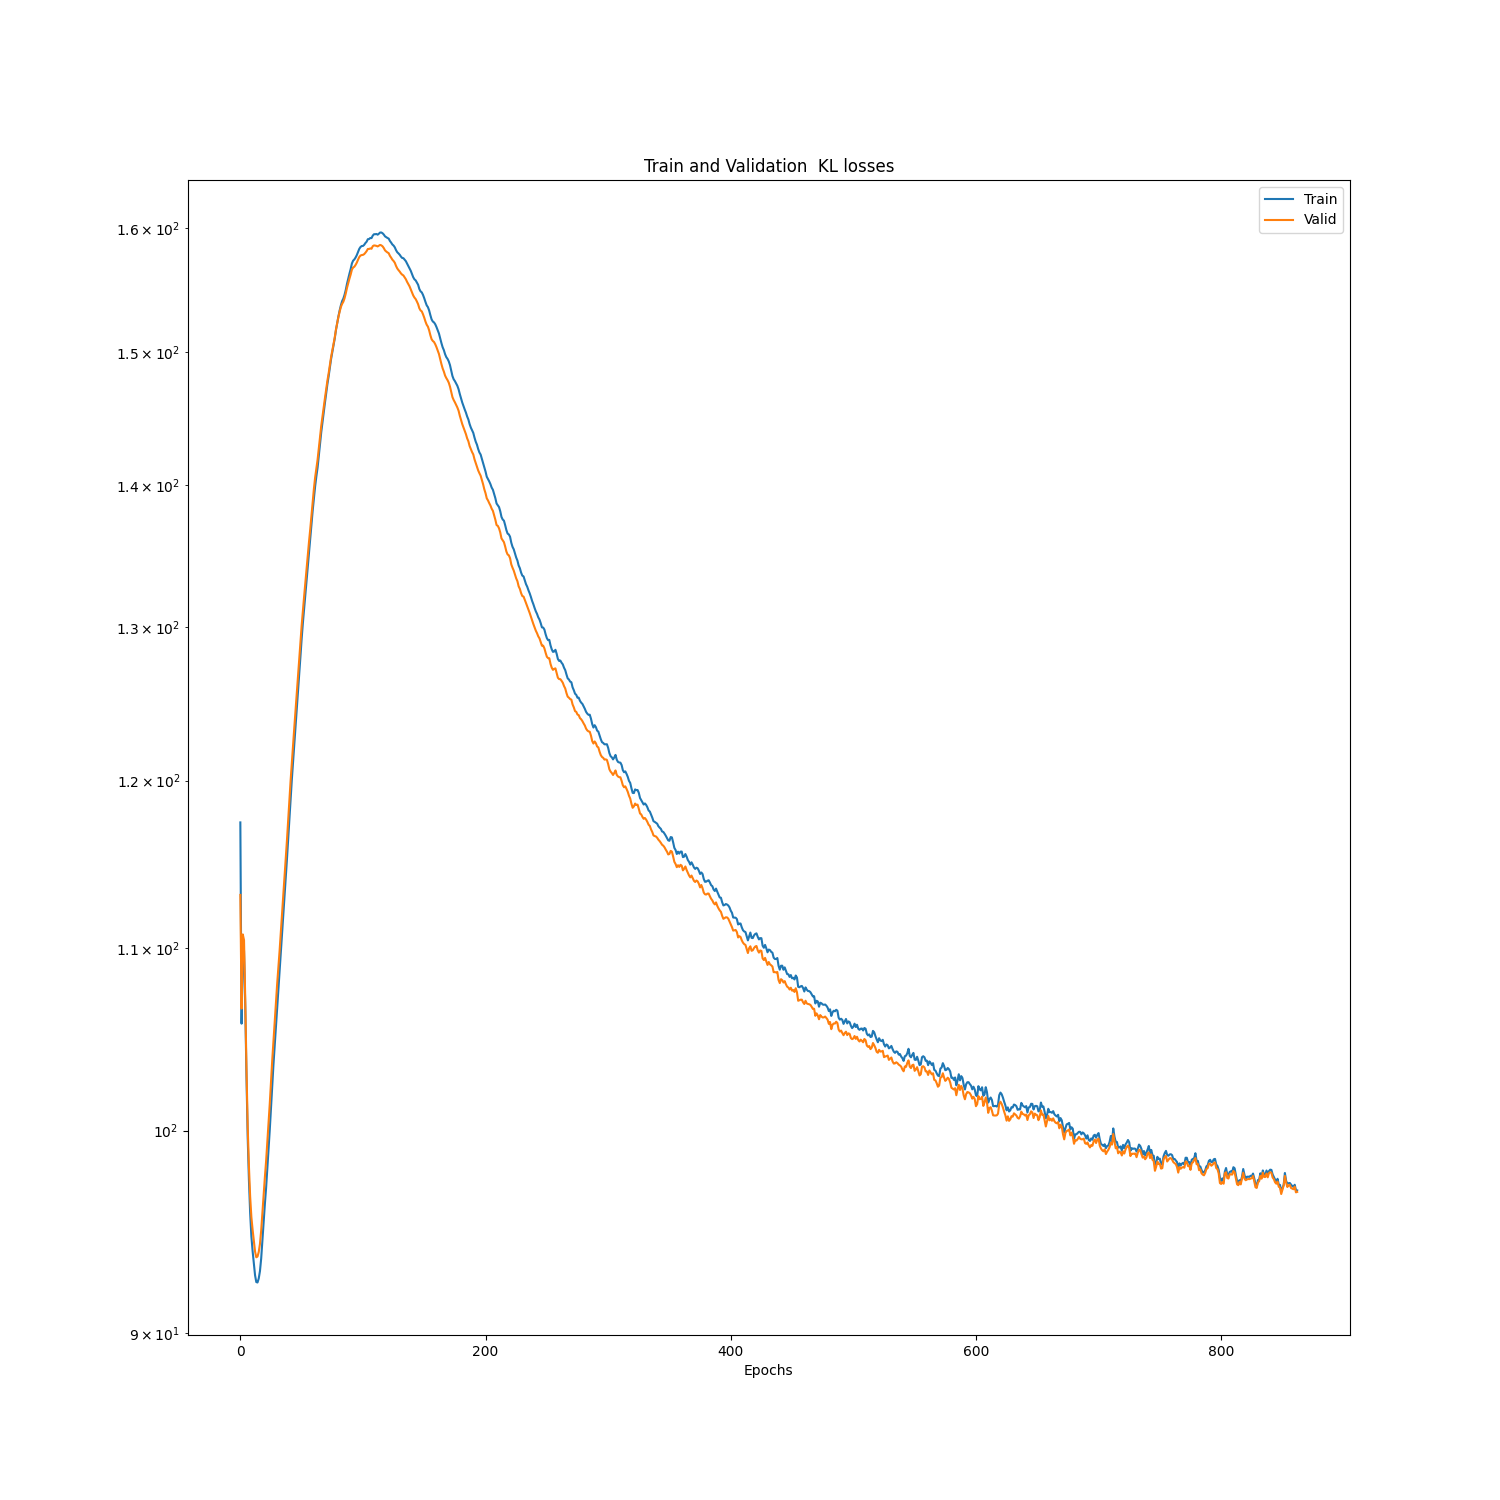 Train and Validation  KL losses
Train
Valid
1.6 × 10²
1.5 × 10²
1.4 × 10²
1.3 × 10²
1.2 × 10²
1.1 × 10²
10²
9 × 10¹
0 200 400 600 800
Epochs